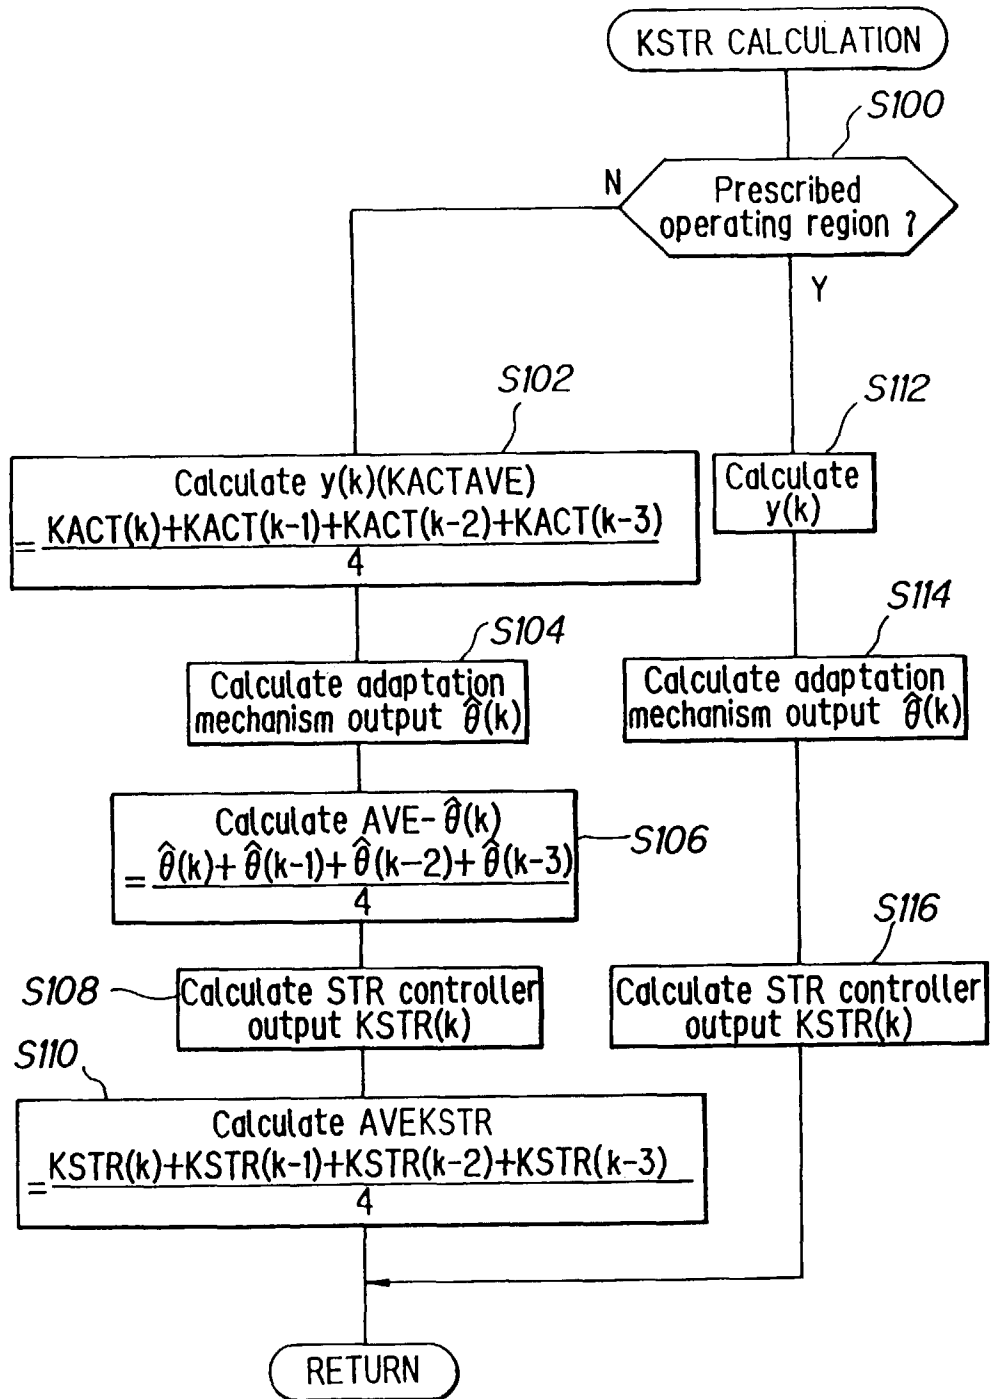 KSTR CALCULATION
S100
N
Prescribed
operating region ?
Y
S102
Calculate y(k)(KACTAVE)
= KACT(k)+KACT(k-1)+KACT(k-2)+KACT(k-3)
4
S104
Calculate adaptation
mechanism output θ̂(k)
Calculate AVE-θ̂(k)
= θ̂(k)+θ̂(k-1)+θ̂(k-2)+θ̂(k-3)
4
S106
S108
Calculate STR controller
output KSTR(k)
S110
Calculate AVEKSTR
= KSTR(k)+KSTR(k-1)+KSTR(k-2)+KSTR(k-3)
4
S112
Calculate
y(k)
S114
Calculate adaptation
mechanism output θ̂(k)
S116
Calculate STR controller
output KSTR(k)
RETURN